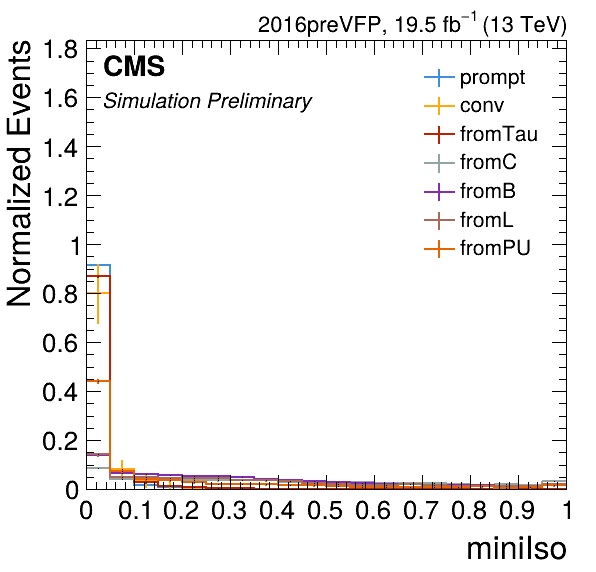 2016preVFP, 19.5 fb⁻¹ (13 TeV)
CMS
Simulation Preliminary
prompt
conv
fromTau
fromC
fromB
fromL
fromPU
Normalized Events
1.8
1.6
1.4
1.2
1
0.8
0.6
0.4
0.2
0
0 0.1 0.2 0.3 0.4 0.5 0.6 0.7 0.8 0.9 1
miniIso